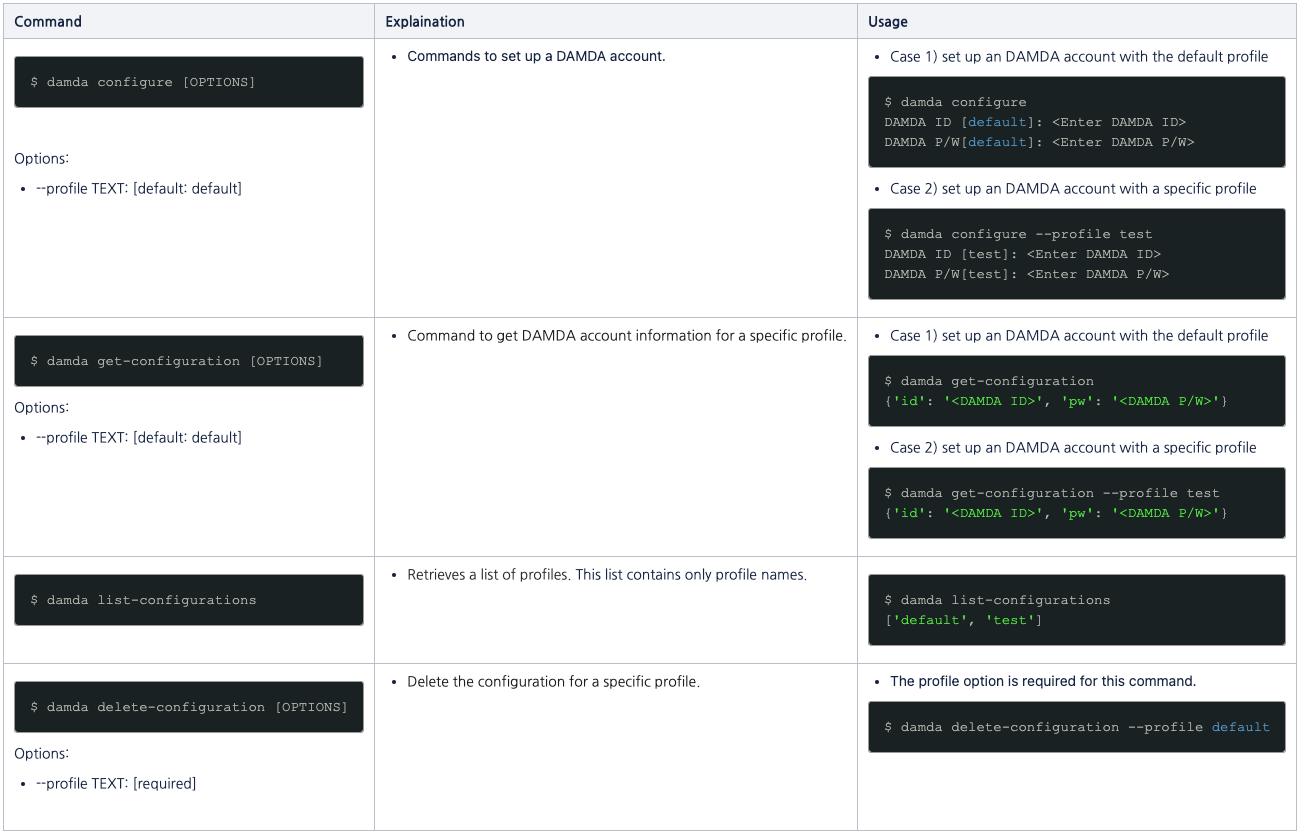 Command
Explaination
Usage
$ damda configure [OPTIONS]
Options:
• --profile TEXT: [default: default]
• Commands to set up a DAMDA account.
• Case 1) set up an DAMDA account with the default profile
$ damda configure
DAMDA ID [default]: <Enter DAMDA ID>
DAMDA P/W[default]: <Enter DAMDA P/W>
• Case 2) set up an DAMDA account with a specific profile
$ damda configure --profile test
DAMDA ID [test]: <Enter DAMDA ID>
DAMDA P/W[test]: <Enter DAMDA P/W>
$ damda get-configuration [OPTIONS]
Options:
• --profile TEXT: [default: default]
• Command to get DAMDA account information for a specific profile.
• Case 1) set up an DAMDA account with the default profile
$ damda get-configuration
{'id': '<DAMDA ID>', 'pw': '<DAMDA P/W>'}
• Case 2) set up an DAMDA account with a specific profile
$ damda get-configuration --profile test
{'id': '<DAMDA ID>', 'pw': '<DAMDA P/W>'}
$ damda list-configurations
• Retrieves a list of profiles. This list contains only profile names.
$ damda list-configurations
['default', 'test']
$ damda delete-configuration [OPTIONS]
Options:
• --profile TEXT: [required]
• Delete the configuration for a specific profile.
• The profile option is required for this command.
$ damda delete-configuration --profile default